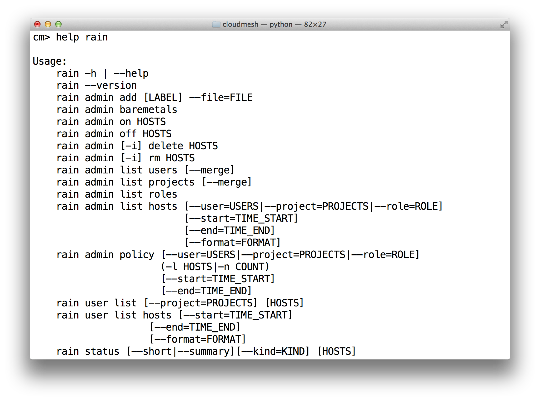 cloudmesh — python — 82×27
cm> help rain
Usage:
rain -h | --help
rain --version
rain admin add [LABEL] --file=FILE
rain admin baremetals
rain admin on HOSTS
rain admin off HOSTS
rain admin [-i] delete HOSTS
rain admin [-i] rm HOSTS
rain admin list users [--merge]
rain admin list projects [--merge]
rain admin list roles
rain admin list hosts [--user=USERS|--project=PROJECTS|--role=ROLE]
[--start=TIME_START]
[--end=TIME_END]
[--format=FORMAT]
rain admin policy [--user=USERS|--project=PROJECTS|--role=ROLE]
(-l HOSTS|-n COUNT)
[--start=TIME_START]
[--end=TIME_END]
rain user list [--project=PROJECTS] [HOSTS]
rain user list hosts [--start=TIME_START]
[--end=TIME_END]
[--format=FORMAT]
rain status [--short|--summary][--kind=KIND] [HOSTS]